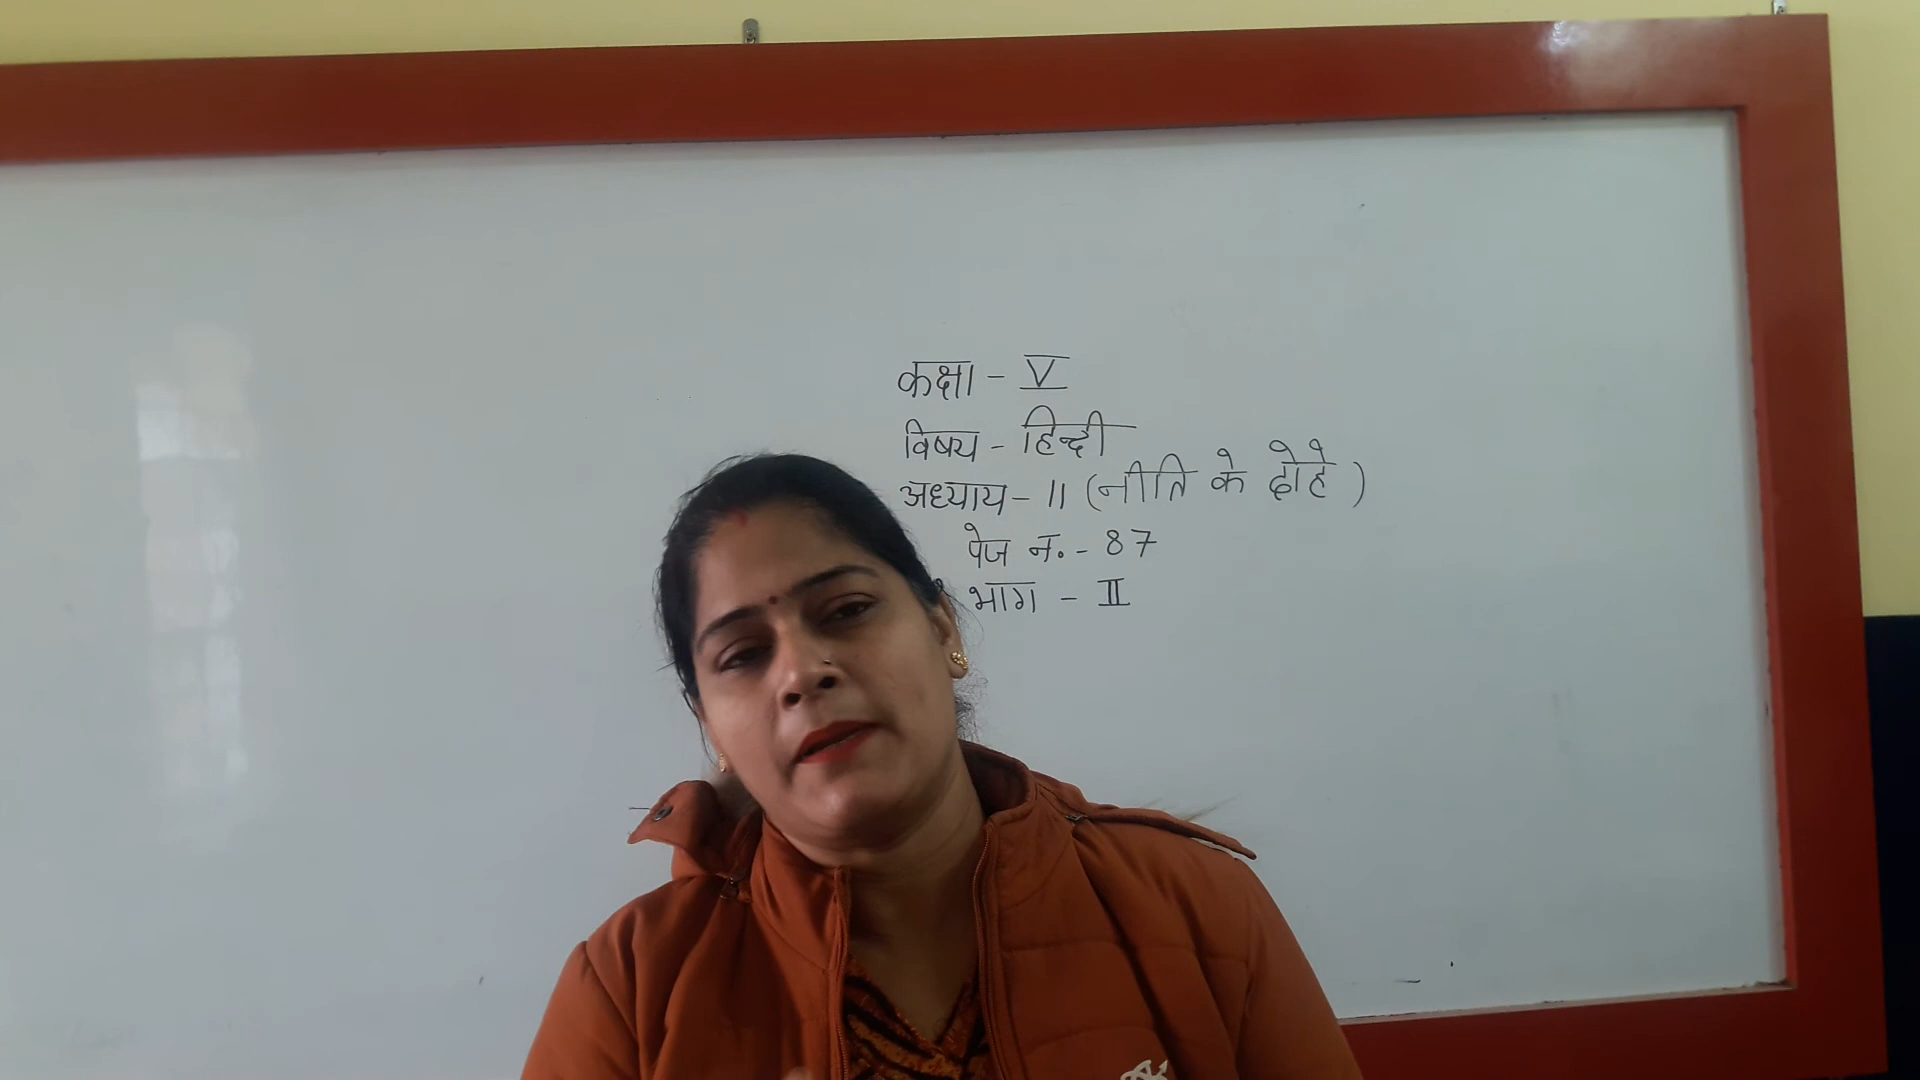 कक्षा - V
विषय - हिन्दी
अध्याय - 11 (नीति के दोहे)
पेज न. - 87
भाग - II